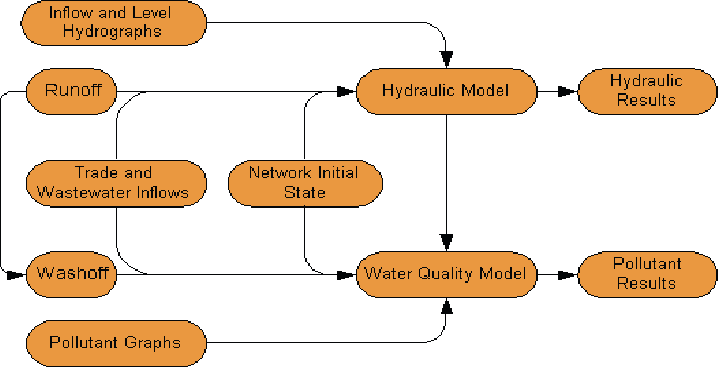 Inflow and Level
Hydrographs
Runoff
Hydraulic Model
Hydraulic
Results
Trade and
Wastewater Inflows
Network Initial
State
Washoff
Water Quality Model
Pollutant
Results
Pollutant Graphs